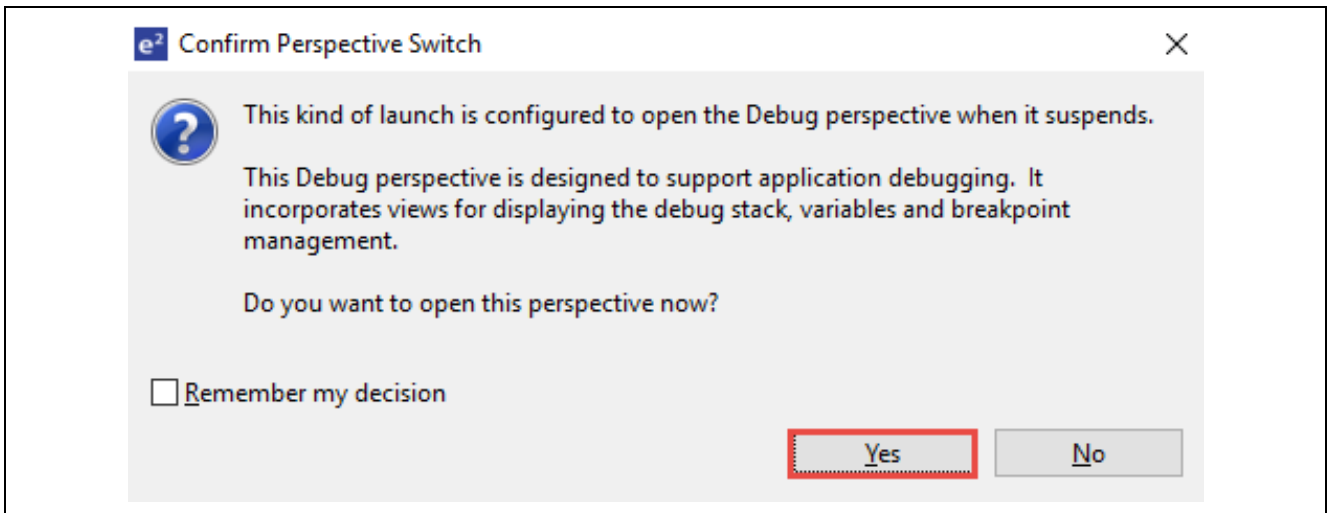 e² Confirm Perspective Switch
This kind of launch is configured to open the Debug perspective when it suspends.
This Debug perspective is designed to support application debugging.  It
incorporates views for displaying the debug stack, variables and breakpoint
management.
Do you want to open this perspective now?
Remember my decision
Yes No